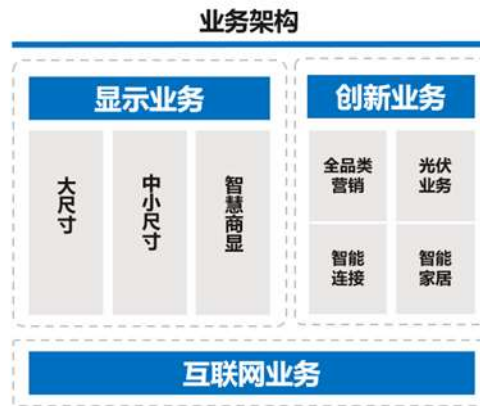 业务架构
显示业务
大尺寸
中小尺寸
智慧商显
创新业务
全品类
营销
光伏
业务
智能
连接
智能
家居
互联网业务